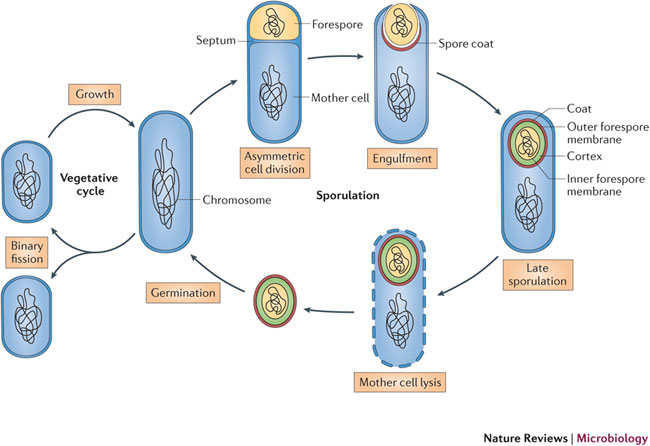 Forespore
Septum
Spore coat
Growth
Mother cell
Coat
Outer forespore
membrane
Asymmetric
cell division
Engulfment
Cortex
Vegetative
cycle
Sporulation
Inner forespore
membrane
Chromosome
Binary
fission
Late
sporulation
Germination
Mother cell lysis
Nature Reviews | Microbiology